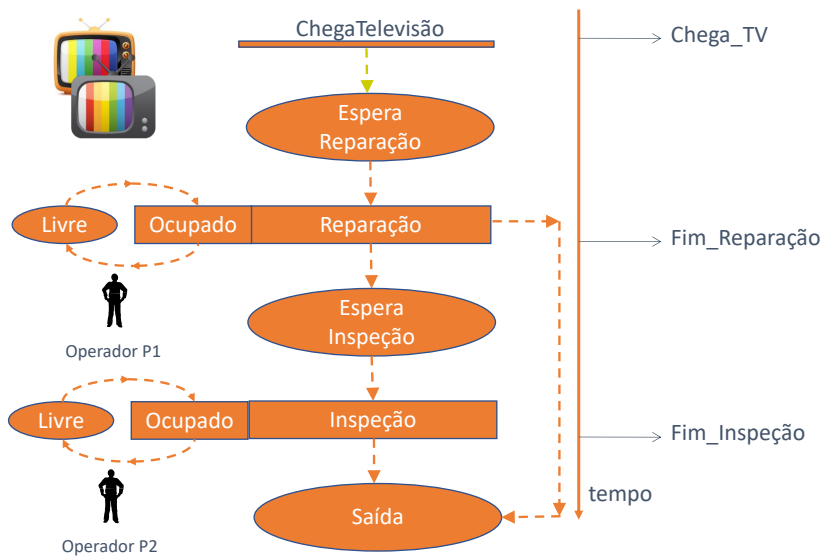 ChegaTelevisão
Chega_TV
Espera
Reparação
Livre
Ocupado
Reparação
Fim_Reparação
Espera
Inspeção
Operador P1
Livre
Ocupado
Inspeção
Fim_Inspeção
tempo
Saída
Operador P2